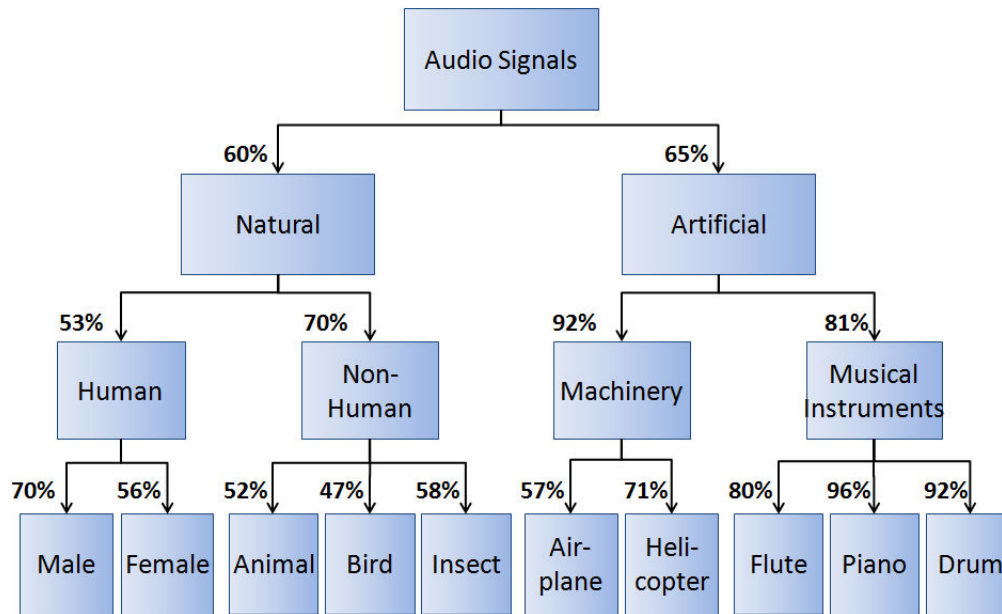 Audio Signals
60%
65%
Natural
Artificial
53%
70%
92%
81%
Human
Non-
Human
Machinery
Musical
Instruments
70%
56%
52%
47%
58%
57%
71%
80%
96%
92%
Male
Female
Animal
Bird
Insect
Air-
plane
Heli-
copter
Flute
Piano
Drum